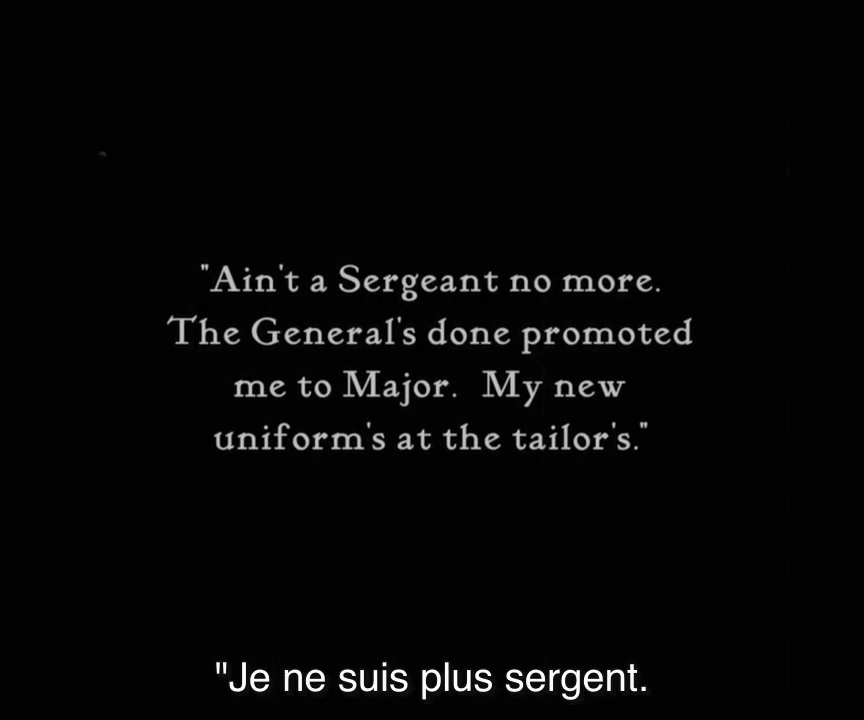 "Ain't a Sergeant no more.
The General's done promoted
me to Major. My new
uniform's at the tailor's."
"Je ne suis plus sergent.